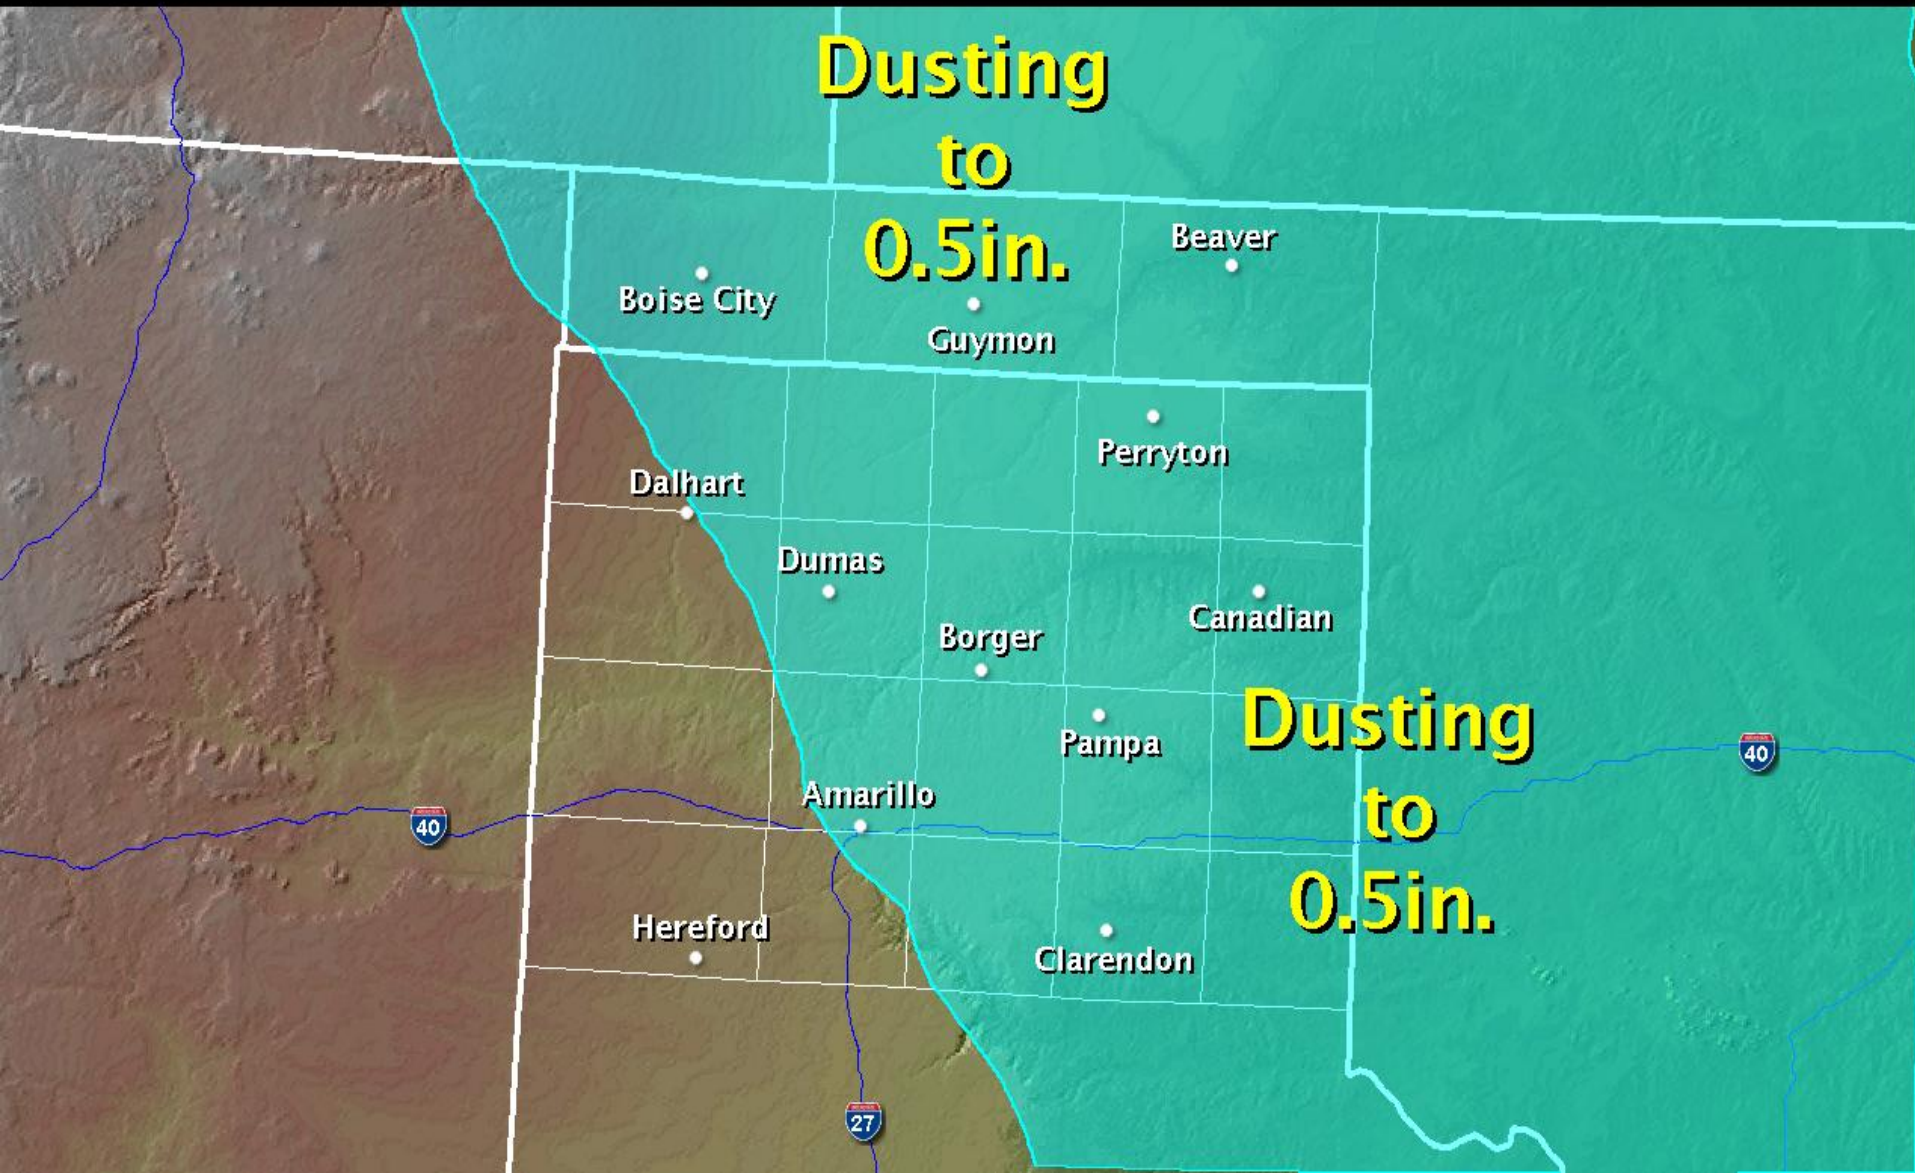 Dusting
to
0.5in.
Beaver
Boise City
Guymon
Perryton
Dalhart
Dumas
Canadian
Borger
Dusting
to
0.5in.
Pampa
40
Amarillo
40
Hereford
Clarendon
27